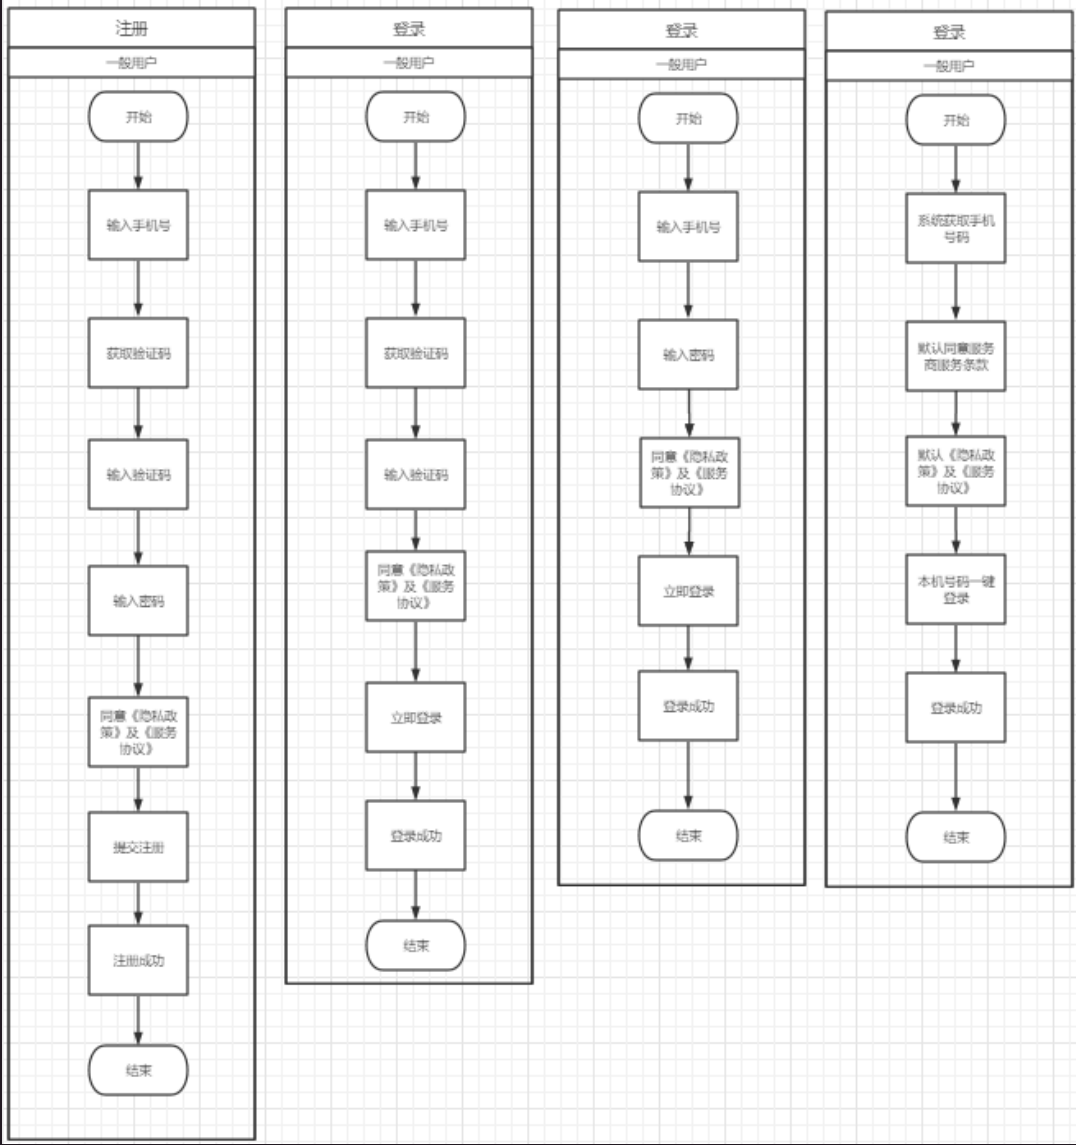 注册
一般用户
开始
输入手机号
获取验证码
输入验证码
输入密码
同意《隐私政
策》及《服务
协议》
提交注册
注册成功
结束
登录
一般用户
开始
输入手机号
获取验证码
输入验证码
同意《隐私政
策》及《服务
协议》
立即登录
登录成功
结束
登录
一般用户
开始
输入手机号
输入密码
同意《隐私政
策》及《服务
协议》
立即登录
登录成功
结束
登录
一般用户
开始
系统获取手机
号码
默认同意服务
商服务条款
默认《隐私政
策》及《服务
协议》
本机号码一键
登录
登录成功
结束